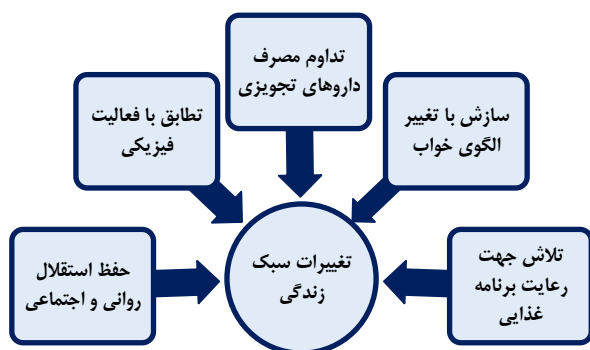 تداوم مصرف
داروهای تجویزی
سازش با تغییر
الگوی خواب
تطابق با فعالیت
فیزیکی
تلاش جهت
رعایت برنامه
غذایی
تغییرات سبک
زندگی
حفظ استقلال
روانی و اجتماعی